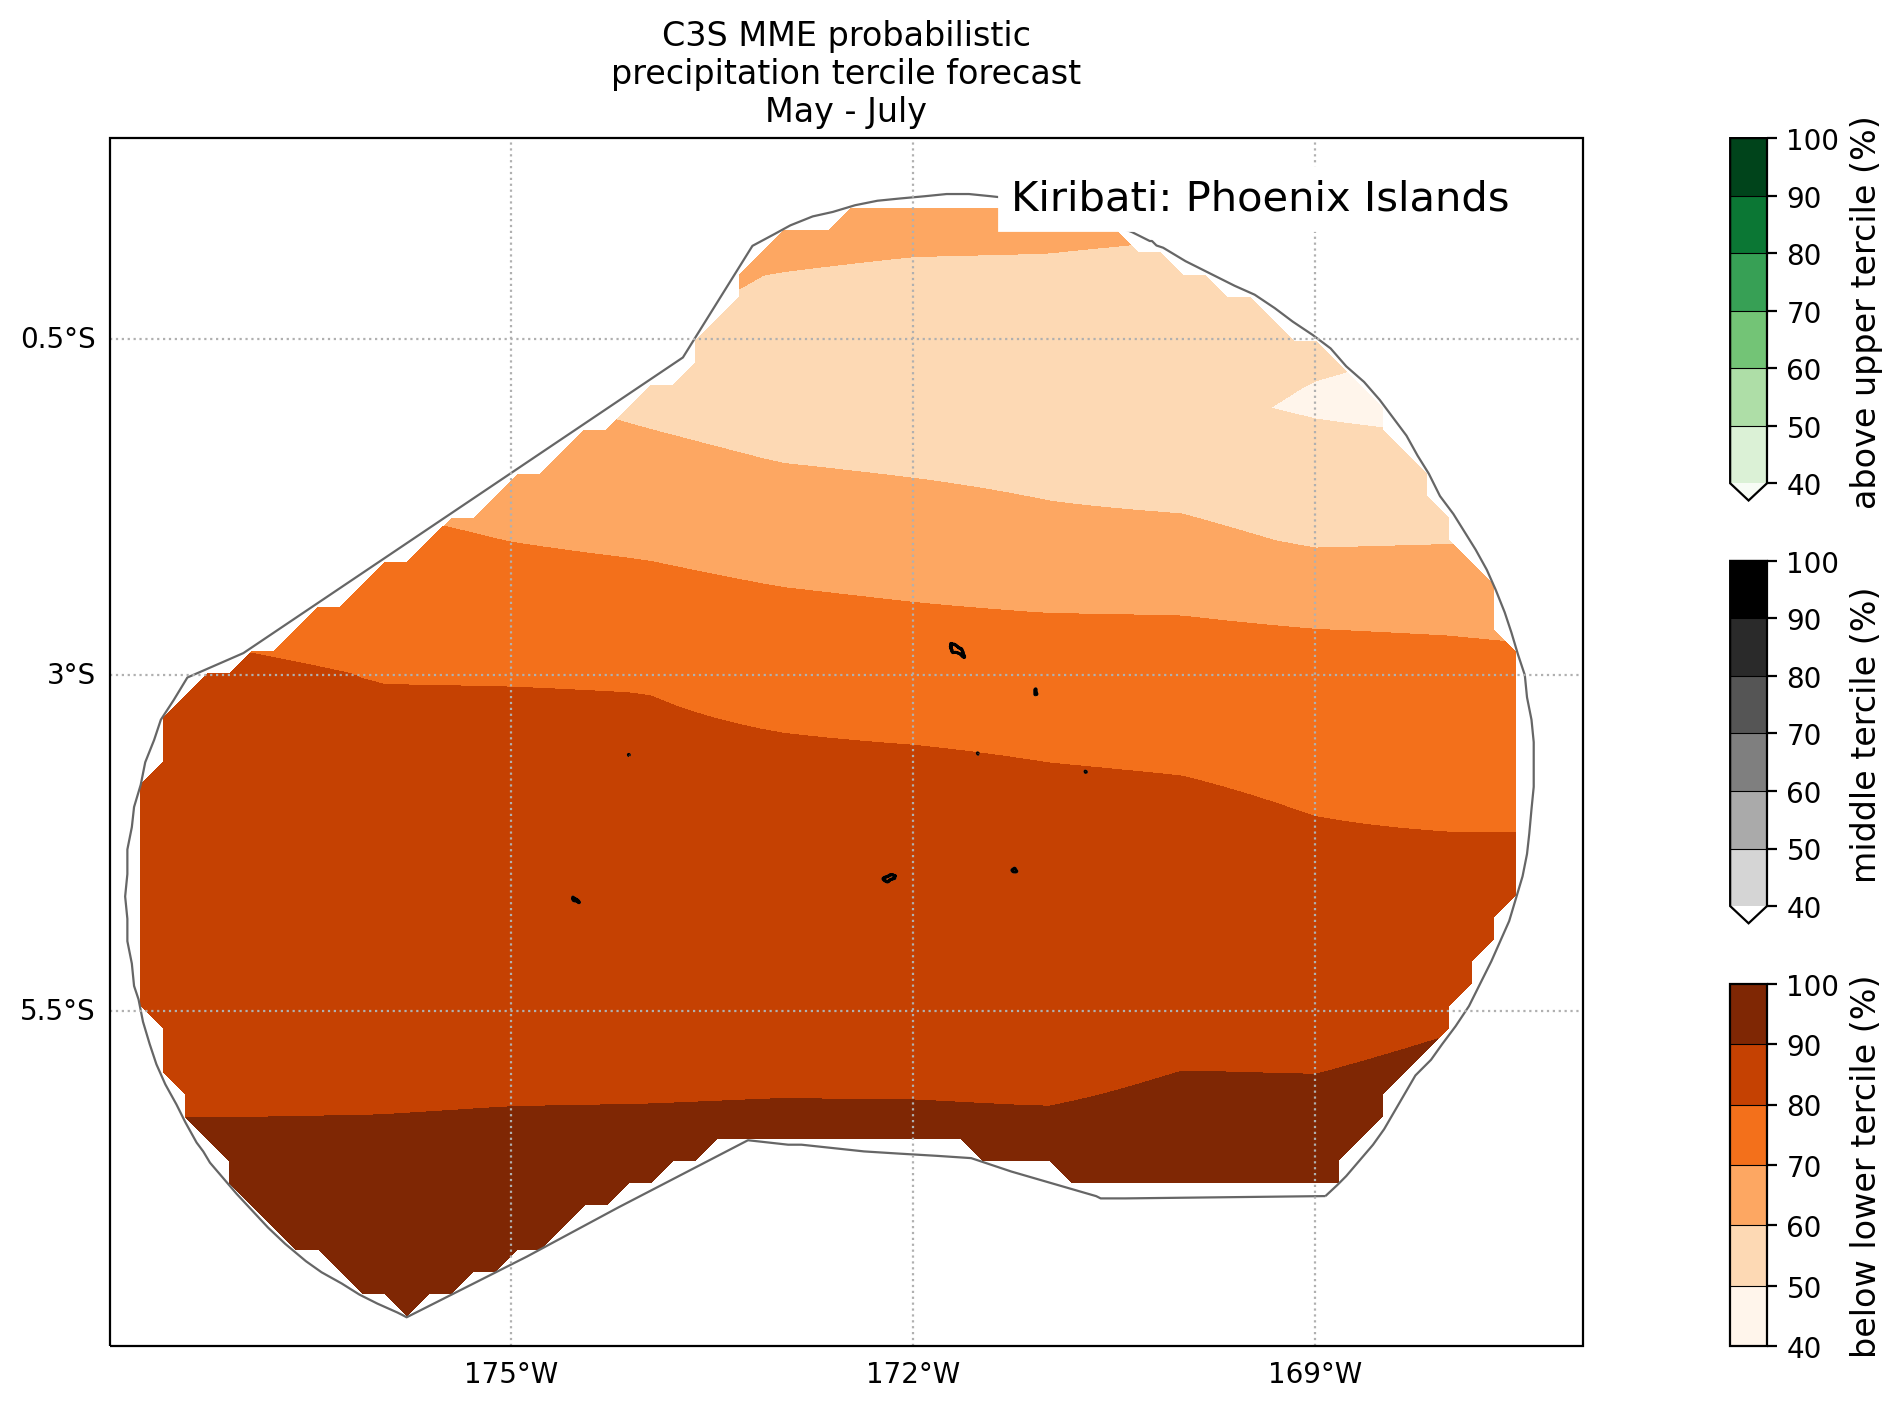 C3S MME probabilistic
precipitation tercile forecast
May - July
Kiribati: Phoenix Islands
0.5°S
3°S
5.5°S
175°W
172°W
169°W
100
90
80
70
60
50
40
above upper tercile (%)
100
90
80
70
60
50
40
middle tercile (%)
100
90
80
70
60
50
40
below lower tercile (%)